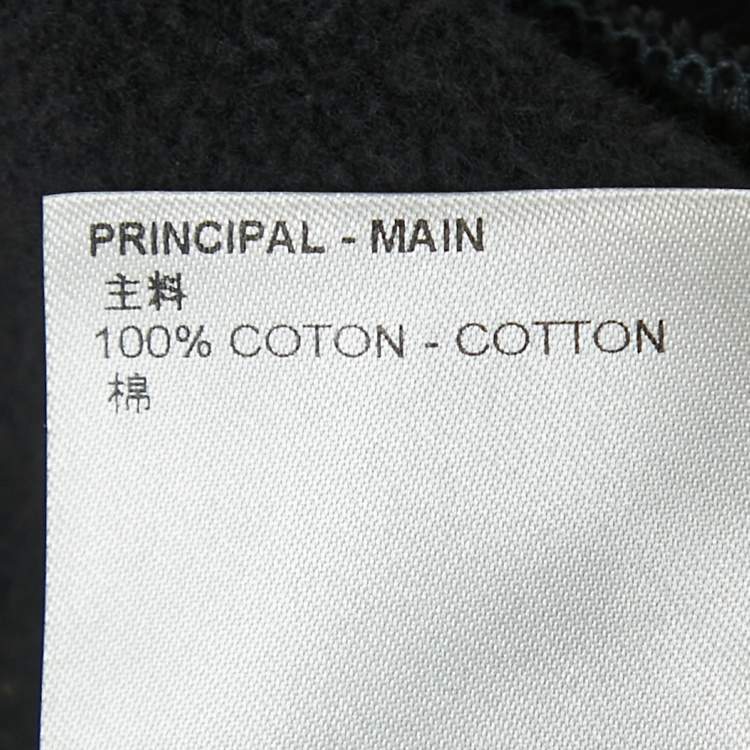 PRINCIPAL - MAIN
主料
100% COTON - COTTON
棉